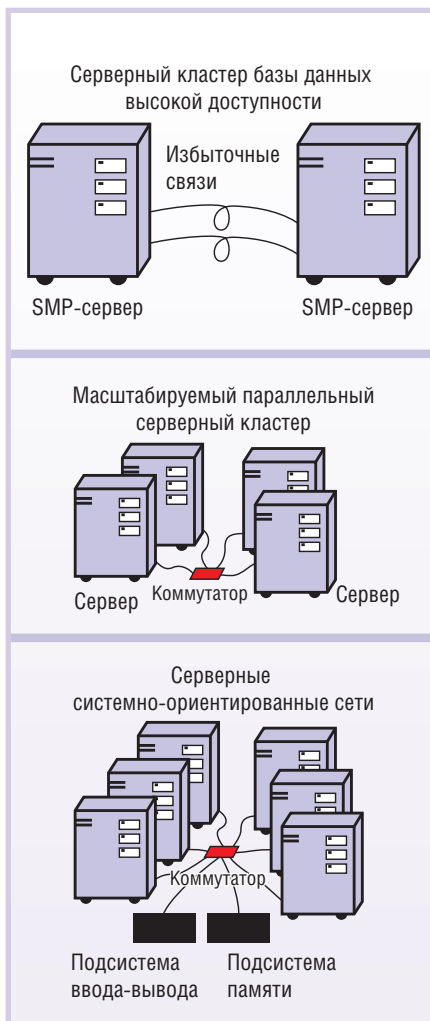 Серверный кластер базы данных
высокой доступности
Избыточные
связи
SMP-сервер
SMP-сервер
Масштабируемый параллельный
серверный кластер
Сервер
Коммутатор
Сервер
Серверные
системно-ориентированные сети
Коммутатор
Подсистема
ввода-вывода
Подсистема
памяти